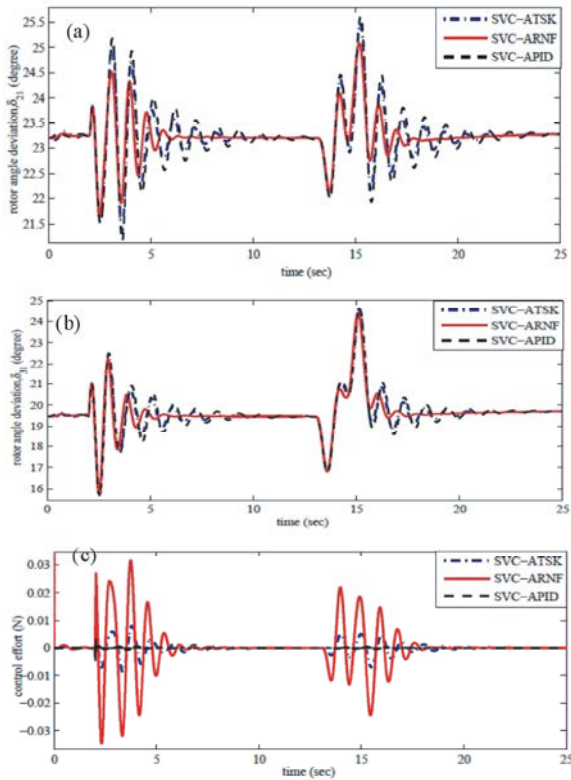 (a)
SVC-ATSK
SVC-ARNF
SVC-APID
rotor angle deviation,δ21 (degree)
25.5
25
24.5
24
23.5
23
22.5
22
21.5
0 5 10 15 20 25
time (sec)
(b)
SVC-ATSK
SVC-ARNF
SVC-APID
rotor angle deviation,δ31 (degree)
25
24
23
22
21
20
19
18
17
16
0 5 10 15 20 25
time (sec)
(c)
SVC-ATSK
SVC-ARNF
SVC-APID
control effort (N)
0.03
0.02
0.01
0
-0.01
-0.02
-0.03
0 5 10 15 20 25
time (sec)